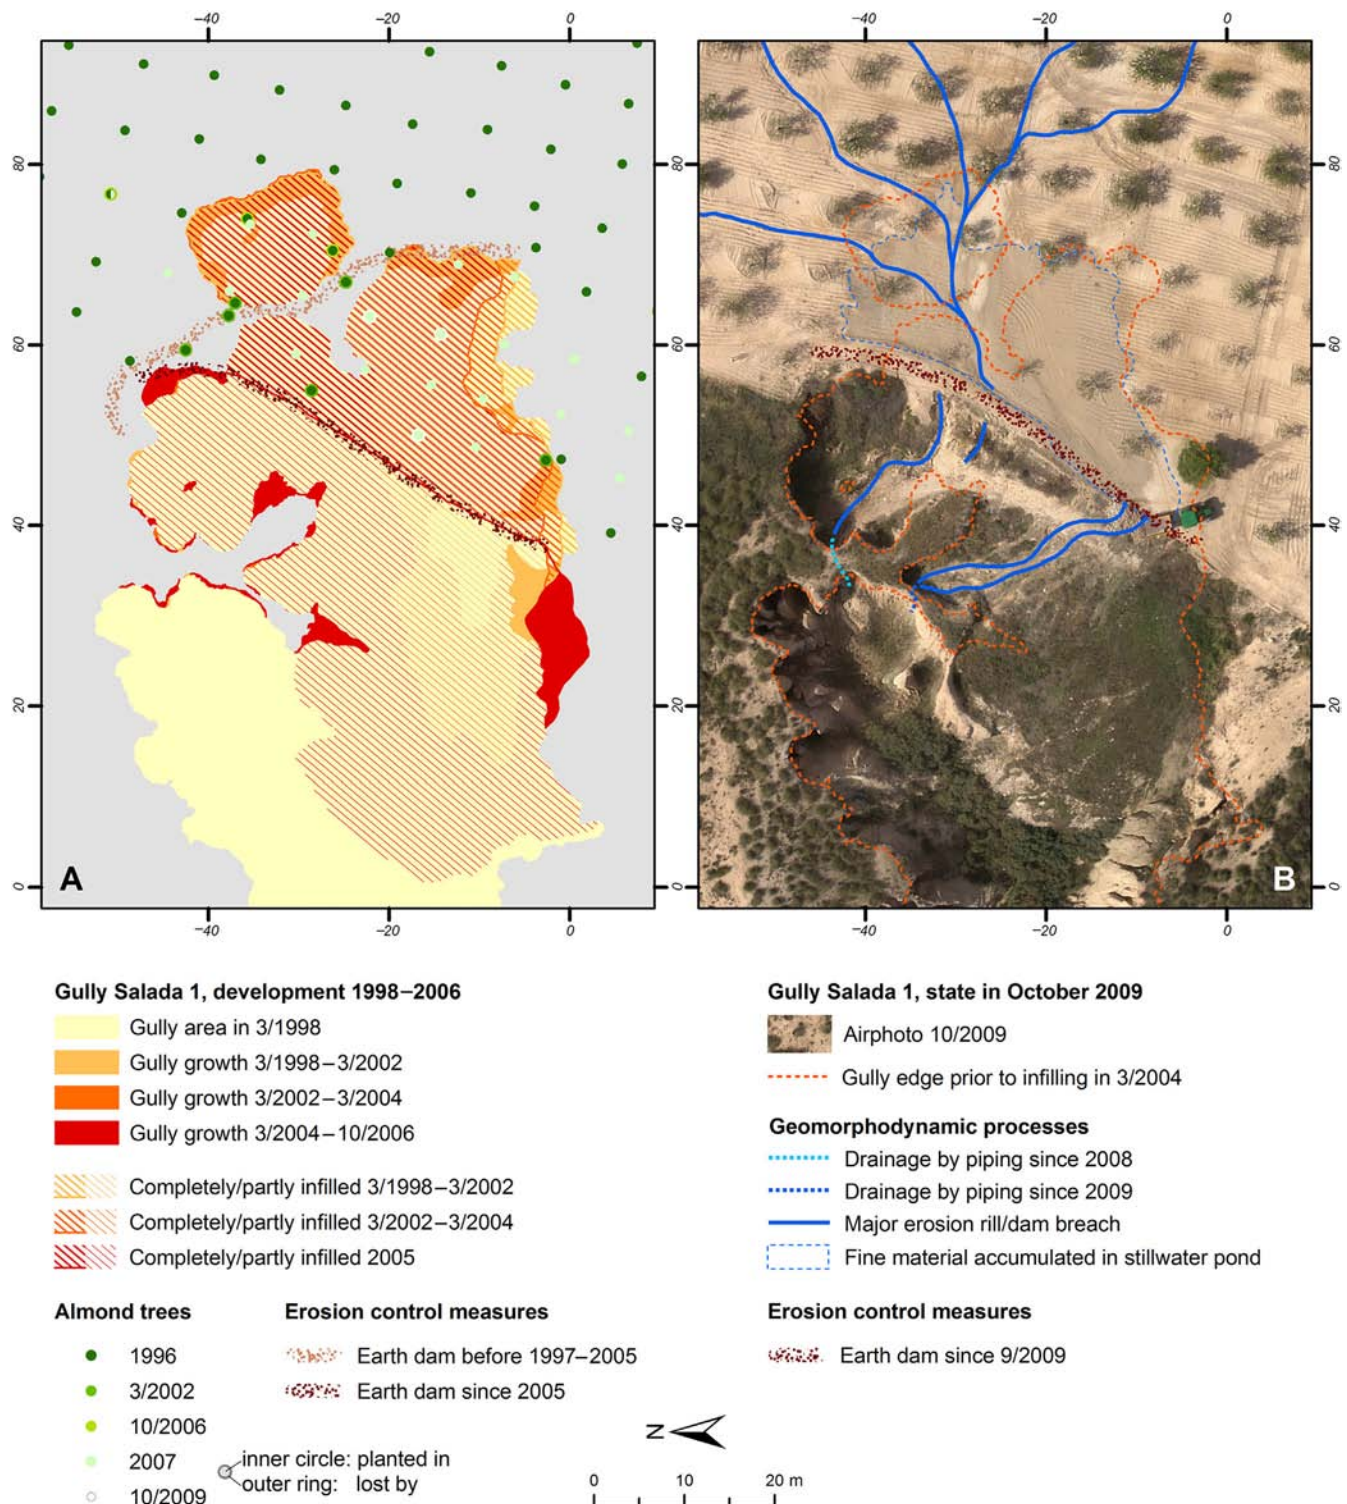 −40 −20 0 −40 −20 0
80 80 80
60 60 60
40 40 40
20 20 20
0 0 0
A B
−40 −20 0 −40 −20 0
Gully Salada 1, development 1998–2006
Gully area in 3/1998
Gully growth 3/1998–3/2002
Gully growth 3/2002–3/2004
Gully growth 3/2004–10/2006
Completely/partly infilled 3/1998–3/2002
Completely/partly infilled 3/2002–3/2004
Completely/partly infilled 2005
Almond trees
1996
3/2002
10/2006
2007
10/2009
inner circle: planted in
outer ring: lost by
Erosion control measures
Earth dam before 1997–2005
Earth dam since 2005
Gully Salada 1, state in October 2009
Airphoto 10/2009
Gully edge prior to infilling in 3/2004
Geomorphodynamic processes
Drainage by piping since 2008
Drainage by piping since 2009
Major erosion rill/dam breach
Fine material accumulated in stillwater pond
Erosion control measures
Earth dam since 9/2009
N
0 10 20 m